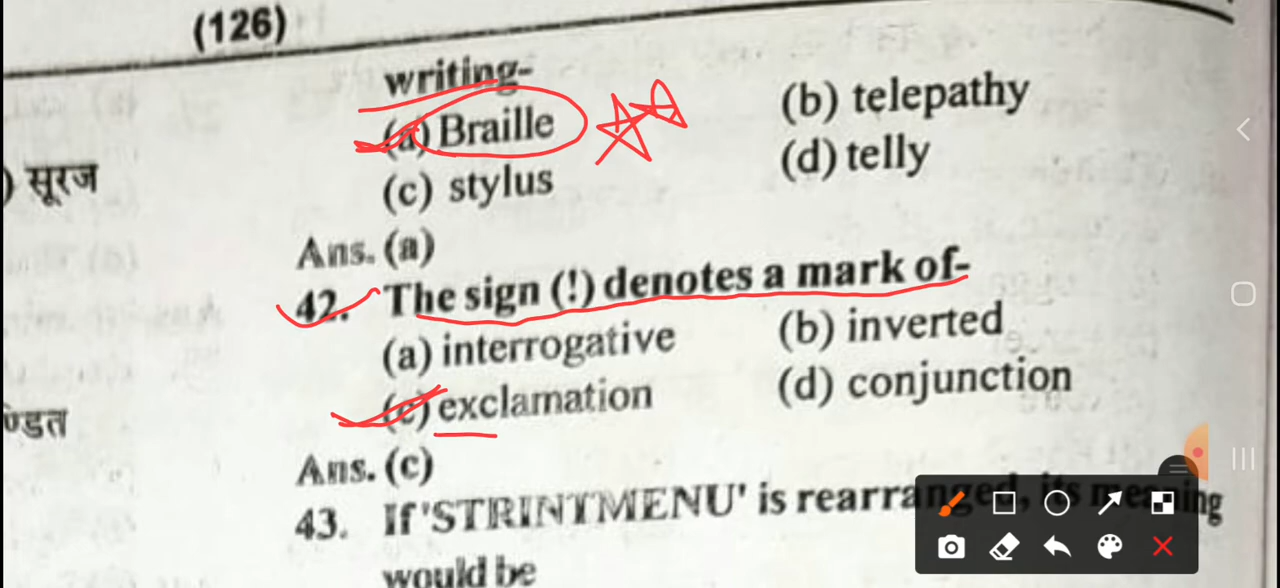 (126)
writing-
(a) Braille (b) telepathy
) सूरज
(c) stylus (d) telly
Ans. (a)
42. The sign (!) denotes a mark of-
(a) interrogative (b) inverted
ण्डत
(c) exclamation (d) conjunction
Ans. (c)
43. If 'STRINTMENU' is rearranged, its meaning
would be